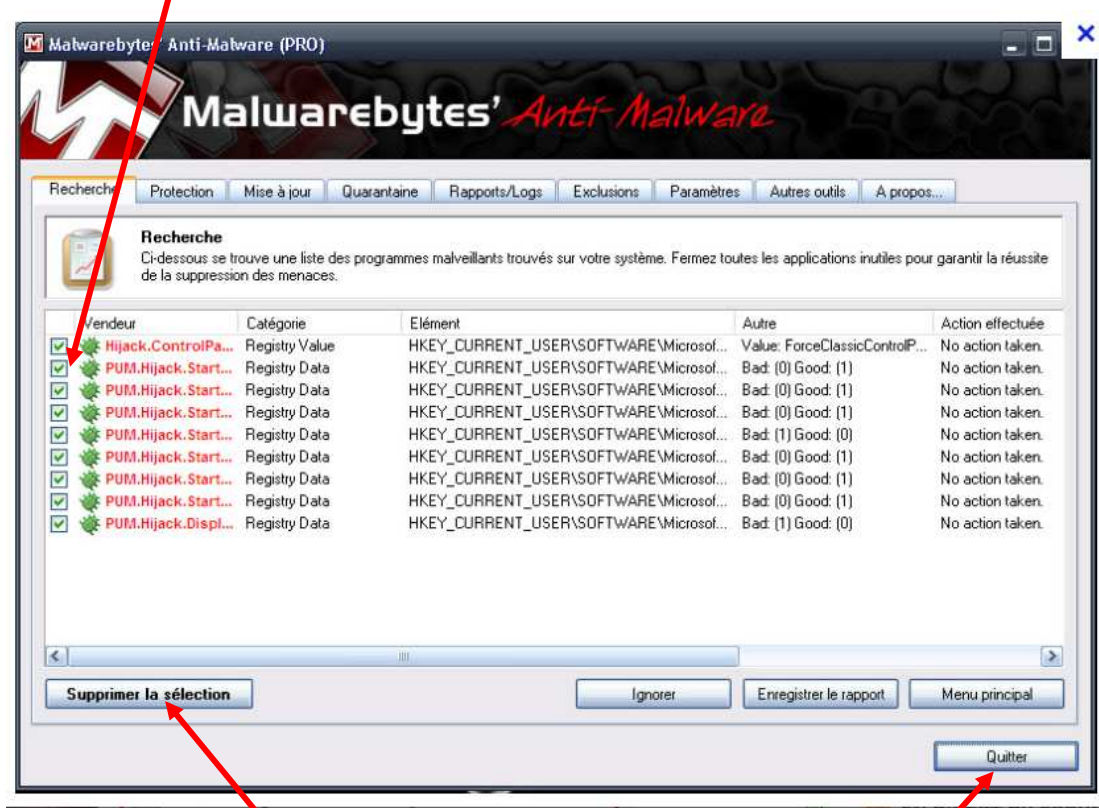 Malwarebytes' Anti-Malware (PRO)
Malwarebytes' Anti-Malware
Recherche Protection Mise à jour Quarantaine Rapports/Logs Exclusions Paramètres Autres outils A propos...
Recherche
Ci-dessous se trouve une liste des programmes malveillants trouvés sur votre système. Fermez toutes les applications inutiles pour garantir la réussite
de la suppression des menaces.
Vendeur Catégorie Elément Autre Action effectuée
Hijack.ControlPa... Registry Value HKEY_CURRENT_USER\SOFTWARE\Microsof... Value: ForceClassicControlP... No action taken.
PUM.Hijack.Start... Registry Data HKEY_CURRENT_USER\SOFTWARE\Microsof... Bad: (0) Good: (1) No action taken.
PUM.Hijack.Start... Registry Data HKEY_CURRENT_USER\SOFTWARE\Microsof... Bad: (0) Good: (1) No action taken.
PUM.Hijack.Start... Registry Data HKEY_CURRENT_USER\SOFTWARE\Microsof... Bad: (0) Good: (1) No action taken.
PUM.Hijack.Start... Registry Data HKEY_CURRENT_USER\SOFTWARE\Microsof... Bad: (1) Good: (0) No action taken.
PUM.Hijack.Start... Registry Data HKEY_CURRENT_USER\SOFTWARE\Microsof... Bad: (0) Good: (1) No action taken.
PUM.Hijack.Start... Registry Data HKEY_CURRENT_USER\SOFTWARE\Microsof... Bad: (0) Good: (1) No action taken.
PUM.Hijack.Start... Registry Data HKEY_CURRENT_USER\SOFTWARE\Microsof... Bad: (0) Good: (1) No action taken.
PUM.Hijack.Displ... Registry Data HKEY_CURRENT_USER\SOFTWARE\Microsof... Bad: (1) Good: (0) No action taken.
Supprimer la sélection Ignorer Enregistrer le rapport Menu principal
Quitter